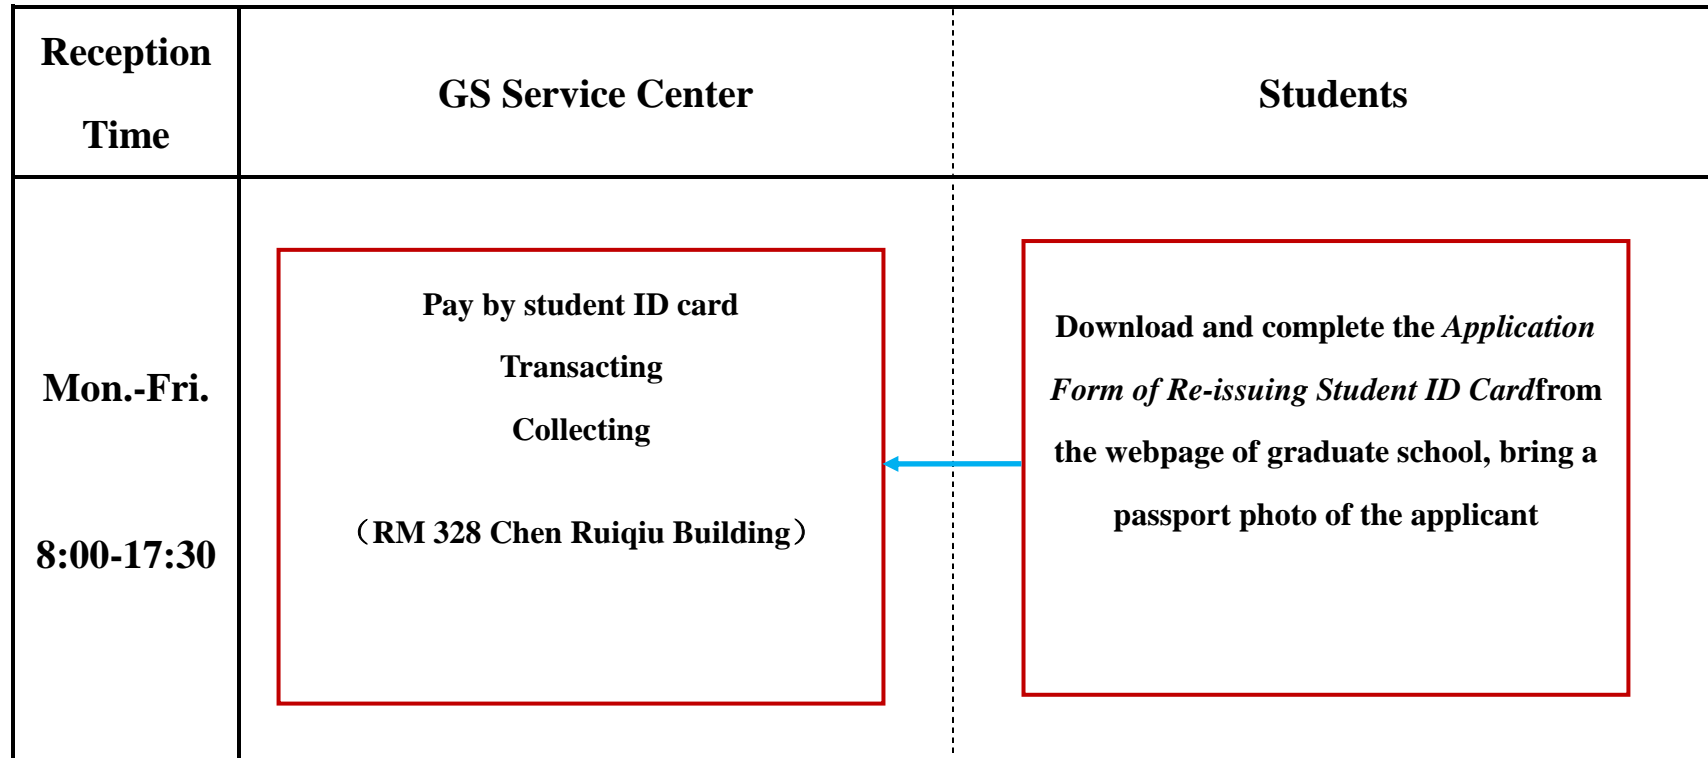 Reception
Time
GS Service Center
Students
Mon.-Fri.
8:00-17:30
Pay by student ID card
Transacting
Collecting
（RM 328 Chen Ruiqiu Building）
Download and complete the Application
Form of Re-issuing Student ID Cardfrom
the webpage of graduate school, bring a
passport photo of the applicant